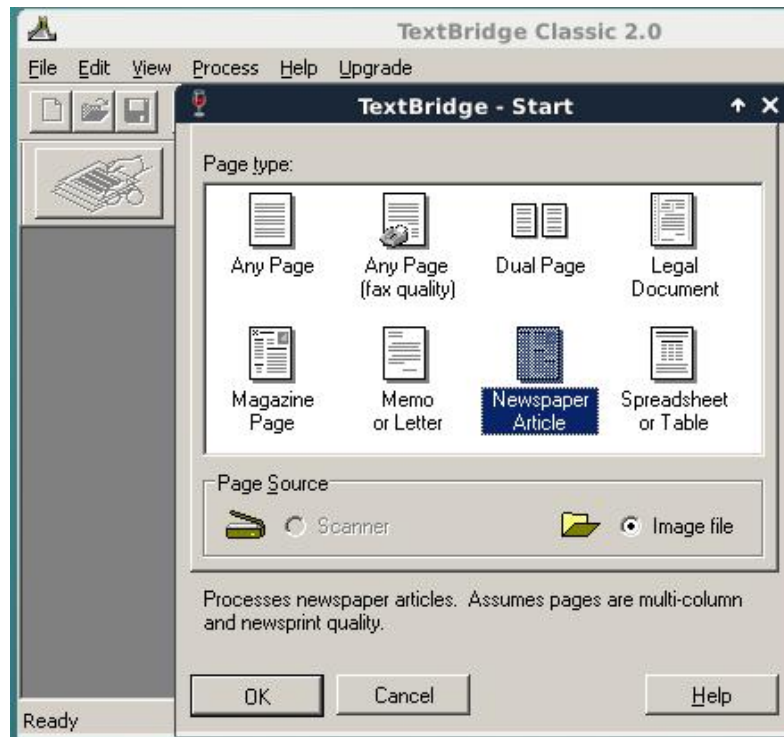 TextBridge Classic 2.0
File Edit View Process Help Upgrade
TextBridge - Start
Page type:
Any Page
Any Page
(fax quality)
Dual Page
Legal
Document
Magazine
Page
Memo
or Letter
Newspaper
Article
Spreadsheet
or Table
Page Source
Scanner
Image file
Processes newspaper articles. Assumes pages are multi-column
and newsprint quality.
OK Cancel Help
Ready